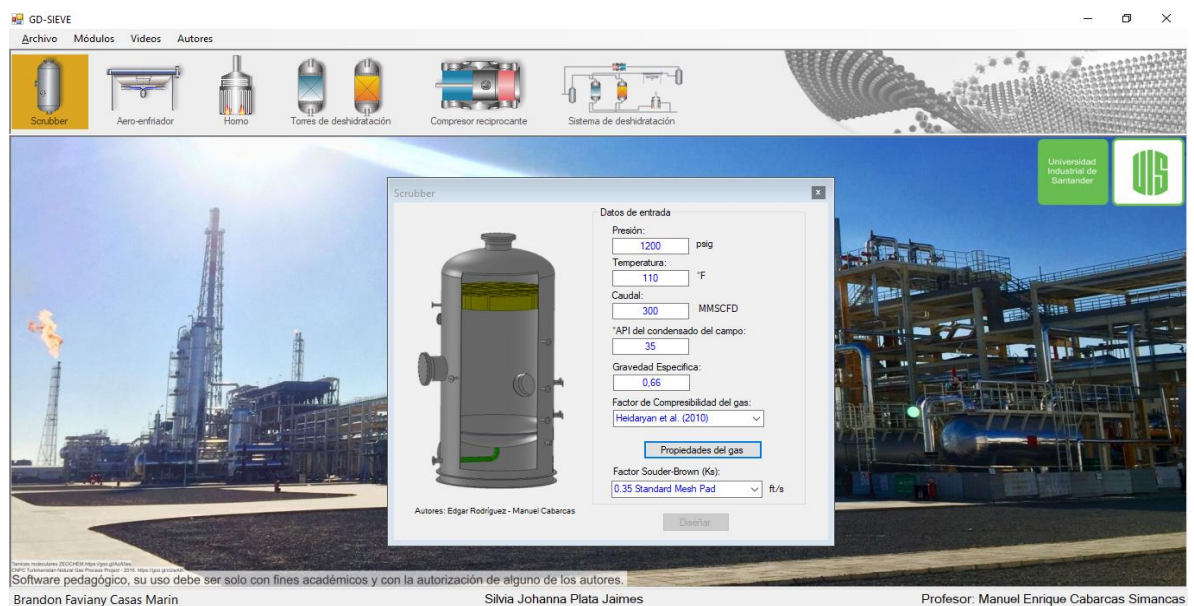 GD-SIEVE
Archivo Módulos Videos Autores
Scrubber Aero-enfriador Horno Torres de deshidratación Compresor reciprocante Sistema de deshidratación
Universidad
Industrial de
Santander
UIS
Scrubber
Datos de entrada
Presión:
1200 psig
Temperatura:
110 °F
Caudal:
300 MMSCFD
°API del condensado del campo:
35
Gravedad Especifica:
0,66
Factor de Compresibilidad del gas:
Heidaryan et al. (2010)
Propiedades del gas
Factor Souder-Brown (Ks):
0.35 Standard Mesh Pad ft/s
Autores: Edgar Rodríguez - Manuel Cabarcas
Diseñar
Software pedagógico, su uso debe ser solo con fines académicos y con la autorización de alguno de los autores.
Brandon Faviany Casas Marin Silvia Johanna Plata Jaimes Profesor: Manuel Enrique Cabarcas Simancas